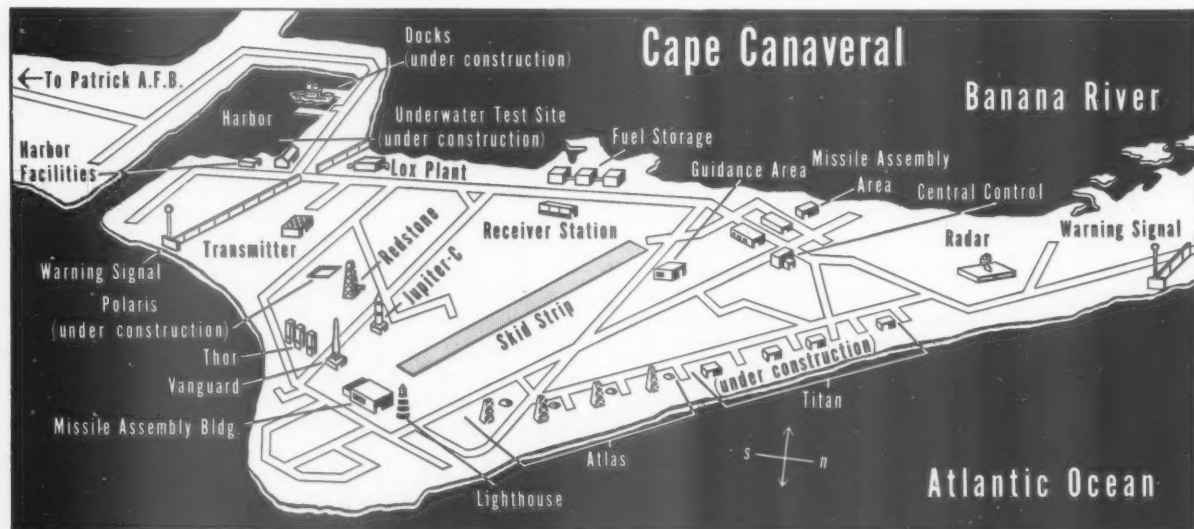 Cape Canaveral
Docks
(under construction)
←To Patrick A.F.B.
Banana River
Harbor
Underwater Test Site
(under construction)
Fuel Storage
Harbor
Facilities
Lox Plant
Guidance Area
Missile Assembly
Area
Central Control
Transmitter
Redstone
Jupiter-C
Receiver Station
Radar
Warning Signal
Warning Signal
Polaris
(under construction)
Skid Strip
Thor
Vanguard
(under construction)
Titan
Missile Assembly Bldg.
Atlas
s
n
Lighthouse
Atlantic Ocean